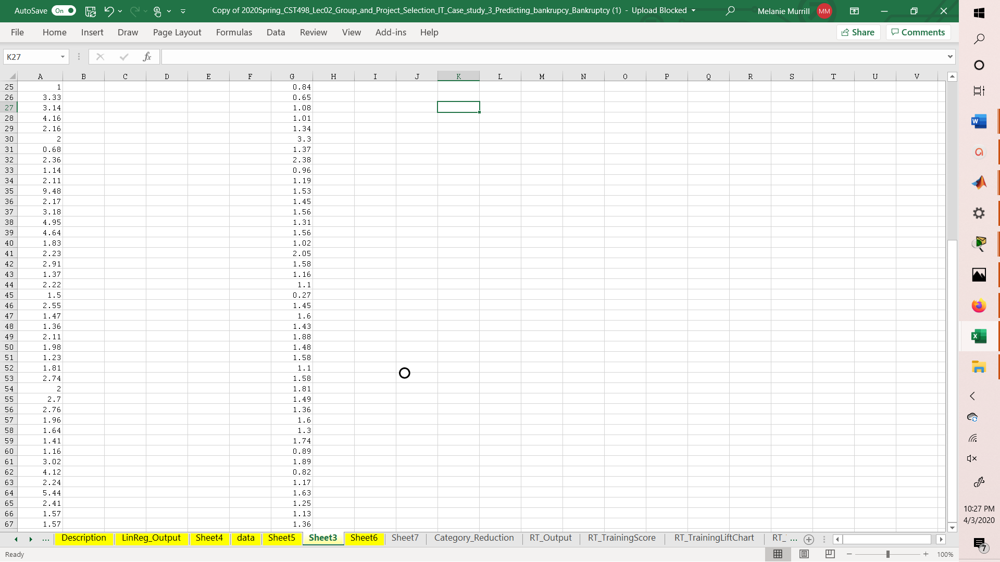 AutoSave On Copy of 2020Spring_CST498_Lec02_Group_and_Project_Selection_IT_Case_study_3_Predicting_bankrupcy_Bankruptcy (1) - Upload Blocked Melanie Murrill MM
File Home Insert Draw Page Layout Formulas Data Review View Add-ins Help Share Comments
K27 fx
A B C D E F G H I J K L M N O P Q R S T U V
25 1 0.84
26 3.33 0.65
27 3.14 1.08
28 4.16 1.01
29 2.16 1.34
30 2 3.3
31 0.68 1.37
32 2.36 2.38
33 1.14 0.96
34 2.11 1.19
35 9.48 1.53
36 2.17 1.45
37 3.18 1.56
38 4.95 1.31
39 4.64 1.56
40 1.83 1.02
41 2.23 2.05
42 2.91 1.58
43 1.37 1.16
44 2.22 1.1
45 1.5 0.27
46 2.55 1.45
47 1.47 1.6
48 1.36 1.43
49 2.11 1.88
50 1.98 1.48
51 1.23 1.58
52 1.81 1.1
53 2.74 1.58
54 2 1.81
55 2.7 1.49
56 2.76 1.36
57 1.96 1.6
58 1.64 1.3
59 1.41 1.74
60 1.16 0.89
61 3.02 1.89
62 4.12 0.82
63 2.24 1.17
64 5.44 1.63
65 2.41 1.25
66 1.57 1.13
67 1.57 1.36
... Description LinReg_Output Sheet4 data Sheet5 Sheet3 Sheet6 Sheet7 Category_Reduction RT_Output RT_TrainingScore RT_TrainingLiftChart RT_ ...
Ready 100%
10:27 PM
4/3/2020
7